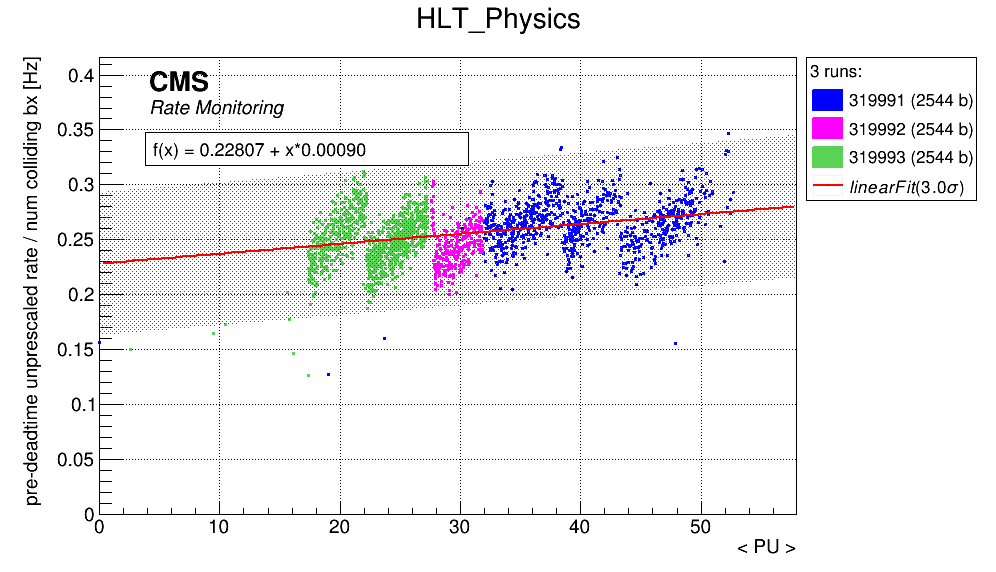 HLT_Physics
pre-deadtime unprescaled rate / num colliding bx [Hz]
0.4
0.35
0.3
0.25
0.2
0.15
0.1
0.05
0
CMS
Rate Monitoring
f(x) = 0.22807 + x*0.00090
0 10 20 30 40 50
< PU >
3 runs:
319991 (2544 b)
319992 (2544 b)
319993 (2544 b)
linearFit(3.0σ)